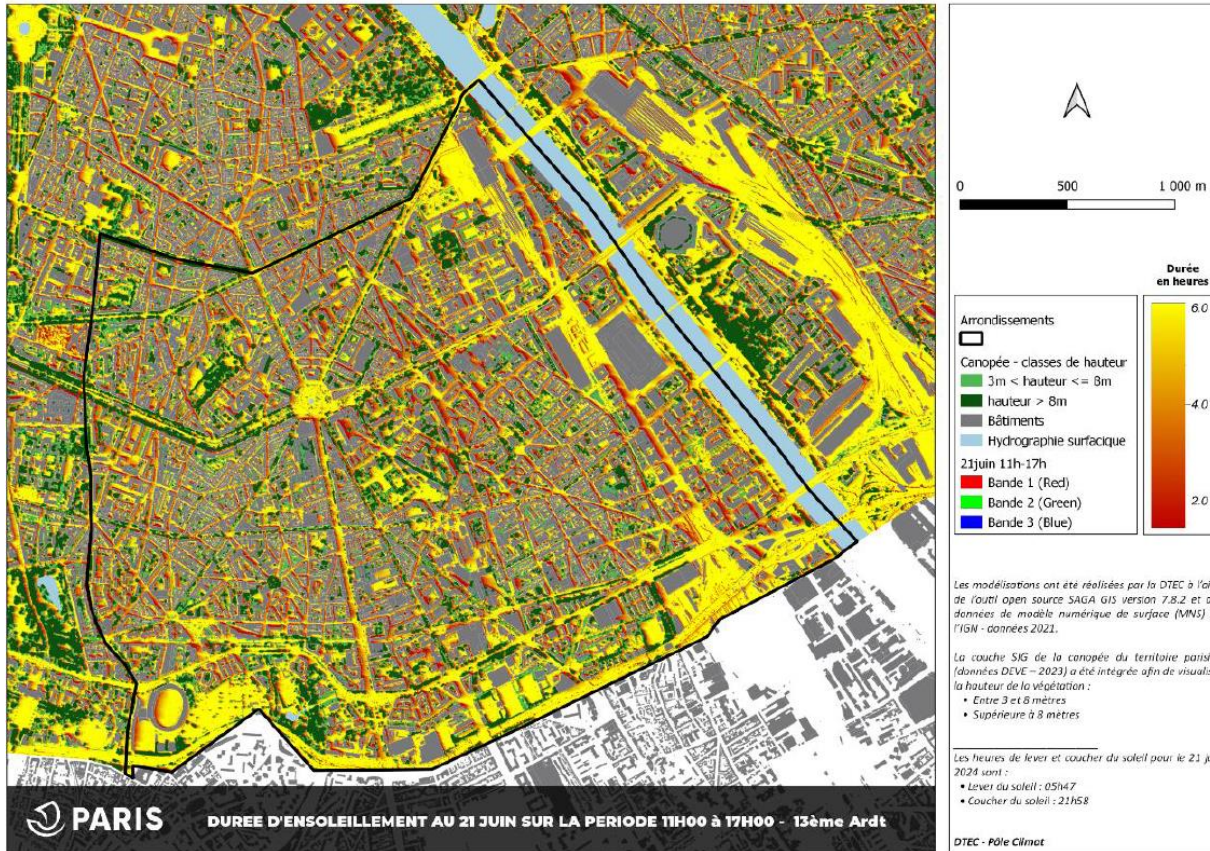 0 500 1 000 m
Durée
en heures
6.0
4.0
2.0
Arrondissements
Canopée - classes de hauteur
3m < hauteur <= 8m
hauteur > 8m
Bâtiments
Hydrographie surfacique
21juin 11h-17h
Bande 1 (Red)
Bande 2 (Green)
Bande 3 (Blue)
Les modélisations ont été réalisées par la DTEC à l'ai
de l'outil open source SAGA GIS version 7.8.2 et d
données de modèle numérique de surface (MNS)
l'IGN - données 2021.
La couche SIG de la canopée du territoire parisi
(données DEVE – 2023) a été intégrée afin de visualis
la hauteur de la végétation :
• Entre 3 et 8 mètres
• Supérieure à 8 mètres
Les heures de lever et coucher du soleil pour le 21 ju
2024 sont :
• Lever du soleil : 05h47
• Coucher du soleil : 21h58
DTEC - Pôle Climat
PARIS
DUREE D'ENSOLEILLEMENT AU 21 JUIN SUR LA PERIODE 11H00 à 17H00 - 13ème Ardt